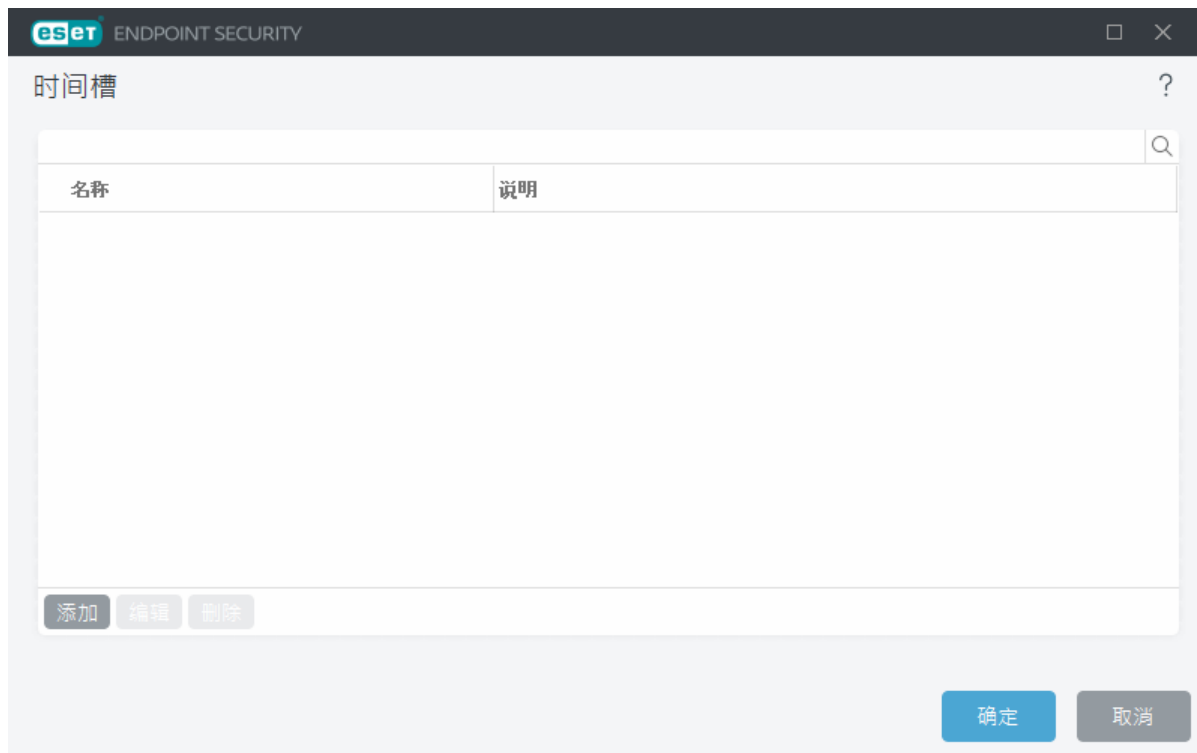 eset ENDPOINT SECURITY
时间槽 ?
名称 说明
添加 编辑 删除
确定 取消